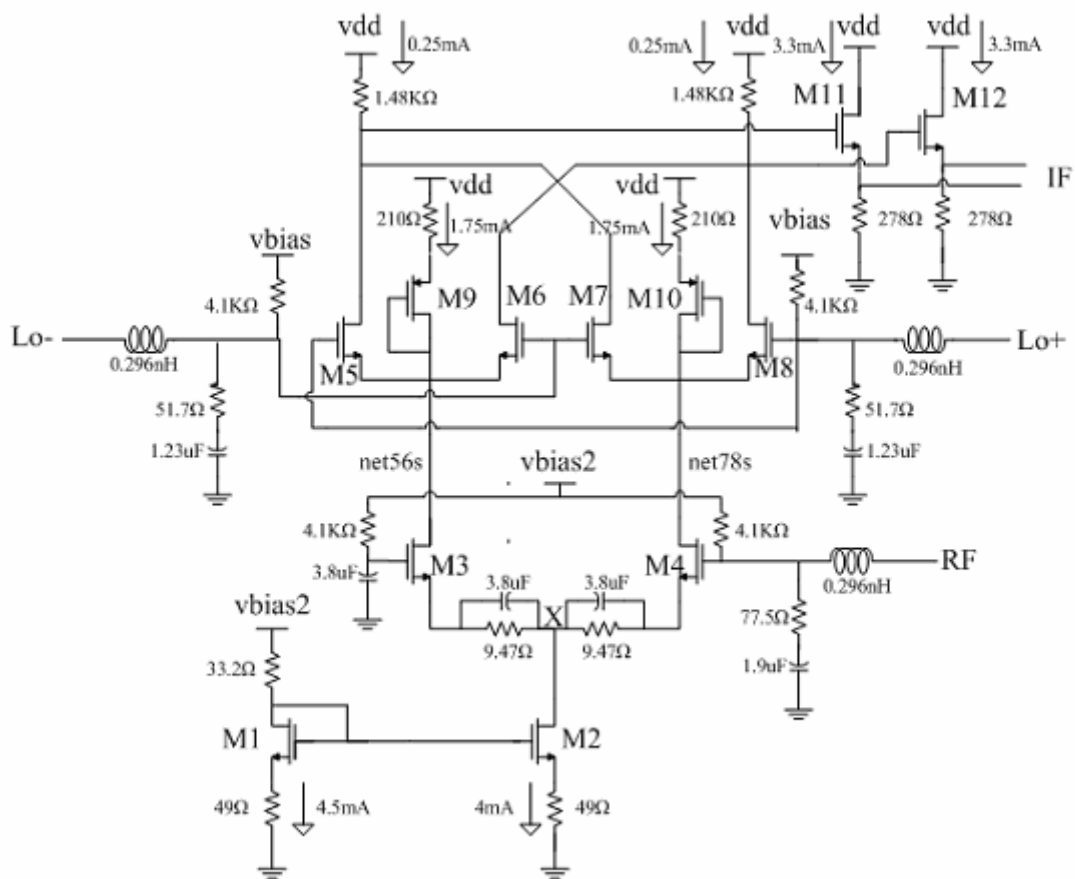 vdd
0.25mA
vdd
0.25mA
3.3mA
vdd
vdd
3.3mA
1.48KΩ
1.48KΩ
M11
M12
IF
vdd
vdd
210Ω
1.75mA
1.75mA
210Ω
278Ω
278Ω
vbias
vbias
4.1KΩ
M9
M6
M7
M10
4.1KΩ
Lo-
0.296nH
M5
M8
0.296nH
Lo+
51.7Ω
1.23uF
51.7Ω
1.23uF
net56s
vbias2
net78s
4.1KΩ
4.1KΩ
M3
M4
RF
0.296nH
3.8uF
3.8uF
3.8uF
X
9.47Ω
9.47Ω
77.5Ω
1.9uF
vbias2
33.2Ω
M1
M2
49Ω
4.5mA
4mA
49Ω